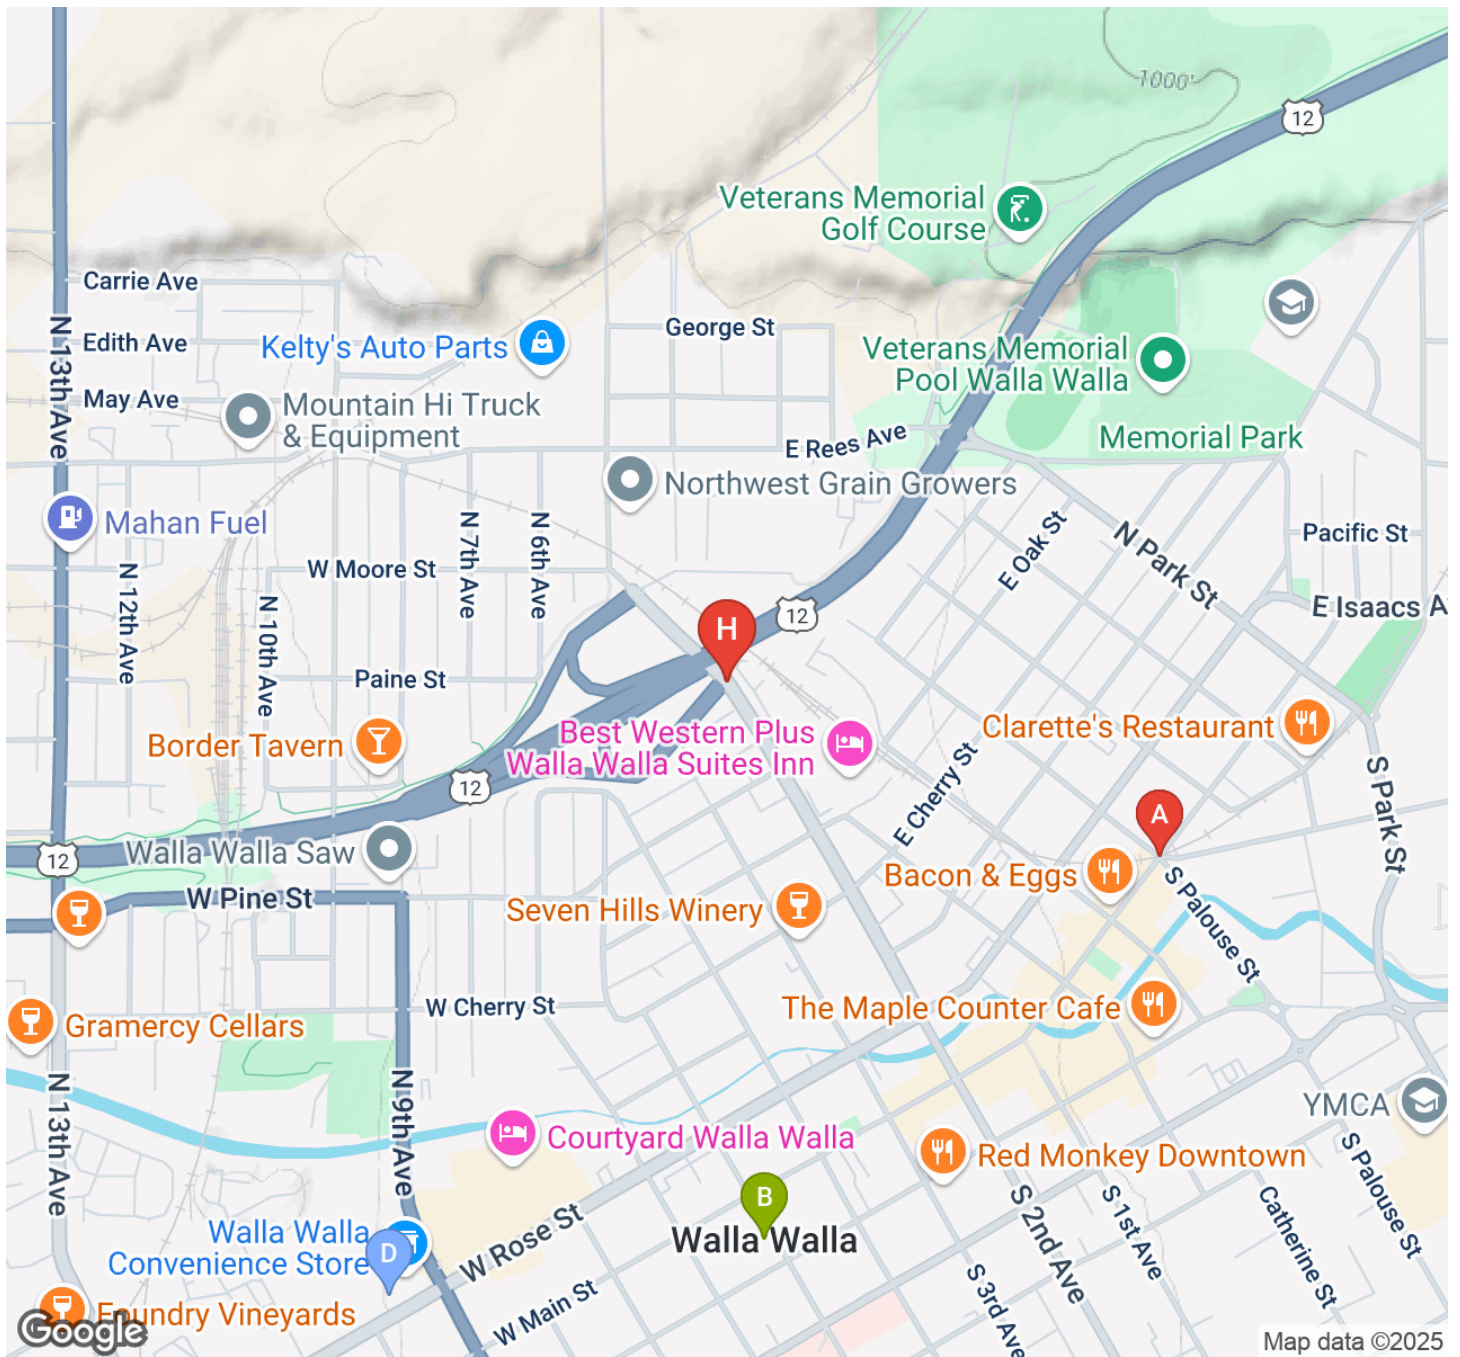 1000'
12
Veterans Memorial
Golf Course
Carrie Ave
N 13th Ave
Edith Ave
Kelty's Auto Parts
George St
Veterans Memorial
Pool Walla Walla
May Ave
Mountain Hi Truck
& Equipment
E Rees Ave
Memorial Park
Northwest Grain Growers
Mahan Fuel
N 7th Ave
N 6th Ave
E Oak St
N Park St
Pacific St
W Moore St
N 12th Ave
N 10th Ave
H
12
E Isaacs A
Paine St
Border Tavern
Best Western Plus
Walla Walla Suites Inn
Clarette's Restaurant
12
E Cherry St
A
S Park St
12
Walla Walla Saw
Bacon & Eggs
W Pine St
Seven Hills Winery
S Palouse St
W Cherry St
The Maple Counter Cafe
Gramercy Cellars
N 13th Ave
N 9th Ave
YMCA
Courtyard Walla Walla
Red Monkey Downtown
S Palouse St
B
Walla Walla
Walla Walla
Convenience Store
D
W Rose St
S 2nd Ave
S 1st Ave
Catherine St
Foundry Vineyards
W Main St
S 3rd Ave
Google
Map data ©2025